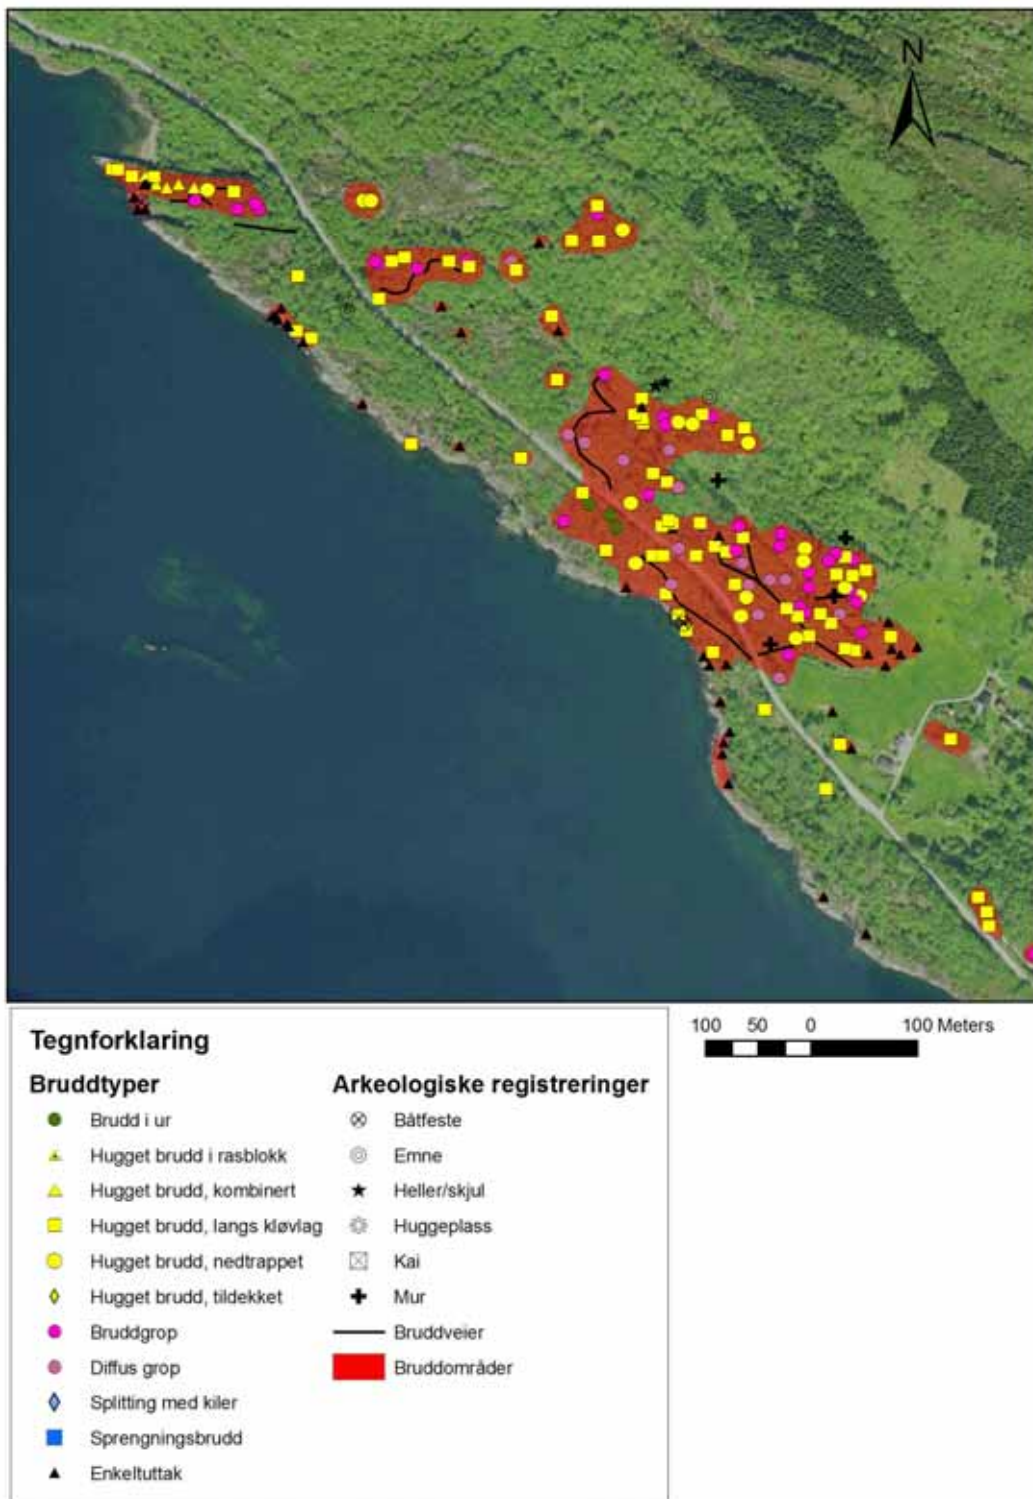 N
100 50 0 100 Meters
Tegnforklaring
Bruddtyper
Brudd i ur
Hugget brudd i rasblokk
Hugget brudd, kombinert
Hugget brudd, langs kløvlag
Hugget brudd, nedtrappet
Hugget brudd, tildekket
Bruddgrop
Diffus grop
Splitting med kiler
Sprengningsbrudd
Enkeltuttak
Arkeologiske registreringer
Båtfeste
Emne
Heller/skjul
Huggeplass
Kai
Mur
Bruddveier
Bruddområder